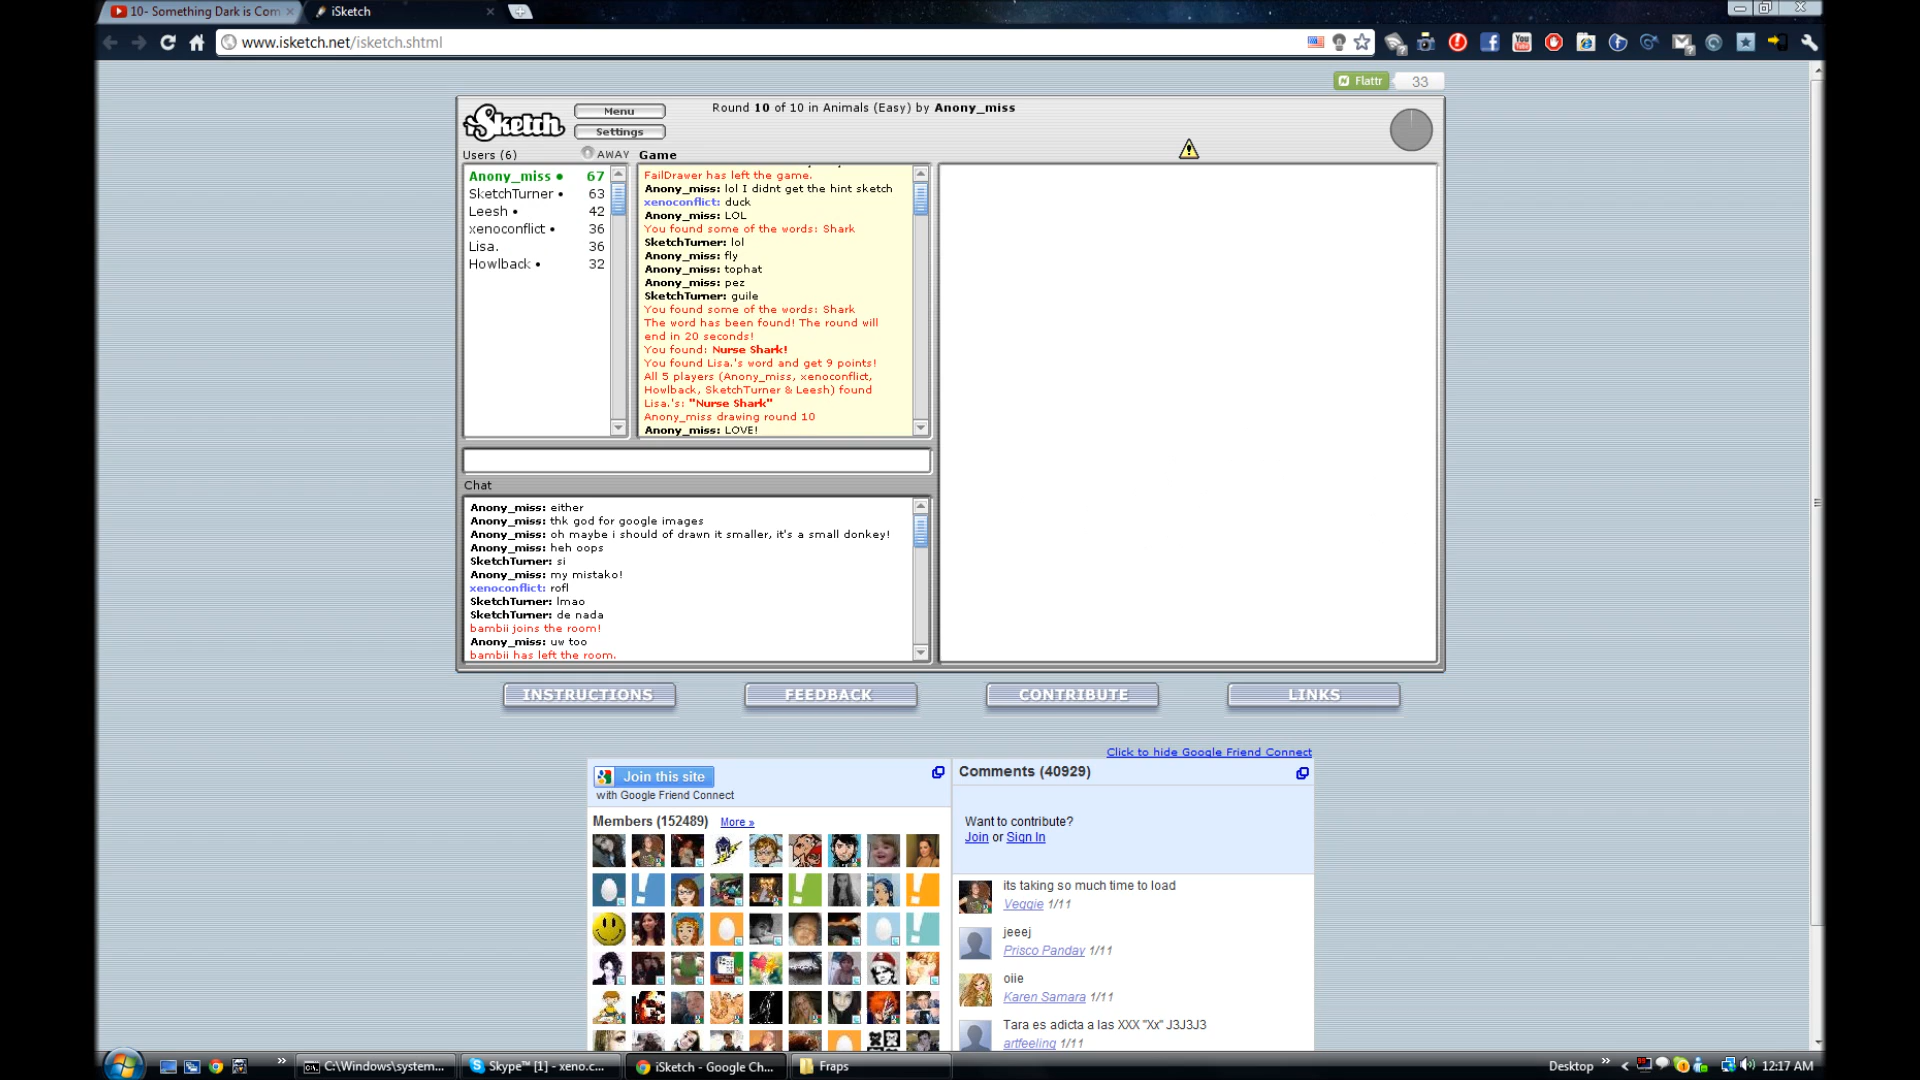 10- Something Dark is Com
iSketch
www.isketch.net/isketch.shtml
Flattr 33
iSketch
Menu
Settings
Round 10 of 10 in Animals (Easy) by Anony_miss
Users (6)
AWAY
Game
Anony_miss • 67
SketchTurner • 63
Leesh • 42
xenoconflict • 36
Lisa. 36
Howlback • 32
FailDrawer has left the game.
Anony_miss: lol I didnt get the hint sketch
xenoconflict: duck
Anony_miss: LOL
You found some of the words: Shark
SketchTurner: lol
Anony_miss: fly
Anony_miss: tophat
Anony_miss: pez
SketchTurner: guile
You found some of the words: Shark
The word has been found! The round will
end in 20 seconds!
You found: Nurse Shark!
You found Lisa.'s word and get 9 points!
All 5 players (Anony_miss, xenoconflict,
Howlback, SketchTurner & Leesh) found
Lisa.'s: "Nurse Shark"
Anony_miss drawing round 10
Anony_miss: LOVE!
Chat
Anony_miss: either
Anony_miss: thk god for google images
Anony_miss: oh maybe i should of drawn it smaller, it's a small donkey!
Anony_miss: heh oops
SketchTurner: si
Anony_miss: my mistako!
xenoconflict: rofl
SketchTurner: lmao
SketchTurner: de nada
bambii joins the room!
Anony_miss: uw too
bambii has left the room.
INSTRUCTIONS
FEEDBACK
CONTRIBUTE
LINKS
Click to hide Google Friend Connect
Join this site
with Google Friend Connect
Members (152489) More »
Comments (40929)
Want to contribute?
Join or Sign In
its taking so much time to load
Veggie 1/11
jeeej
Prisco Panday 1/11
oiie
Karen Samara 1/11
Tara es adicta a las XXX "Xx" J3J3J3
artfeeling 1/11
C:\Windows\system...
Skype™ [1] - xeno.c...
iSketch - Google Ch...
Fraps
Desktop
12:17 AM